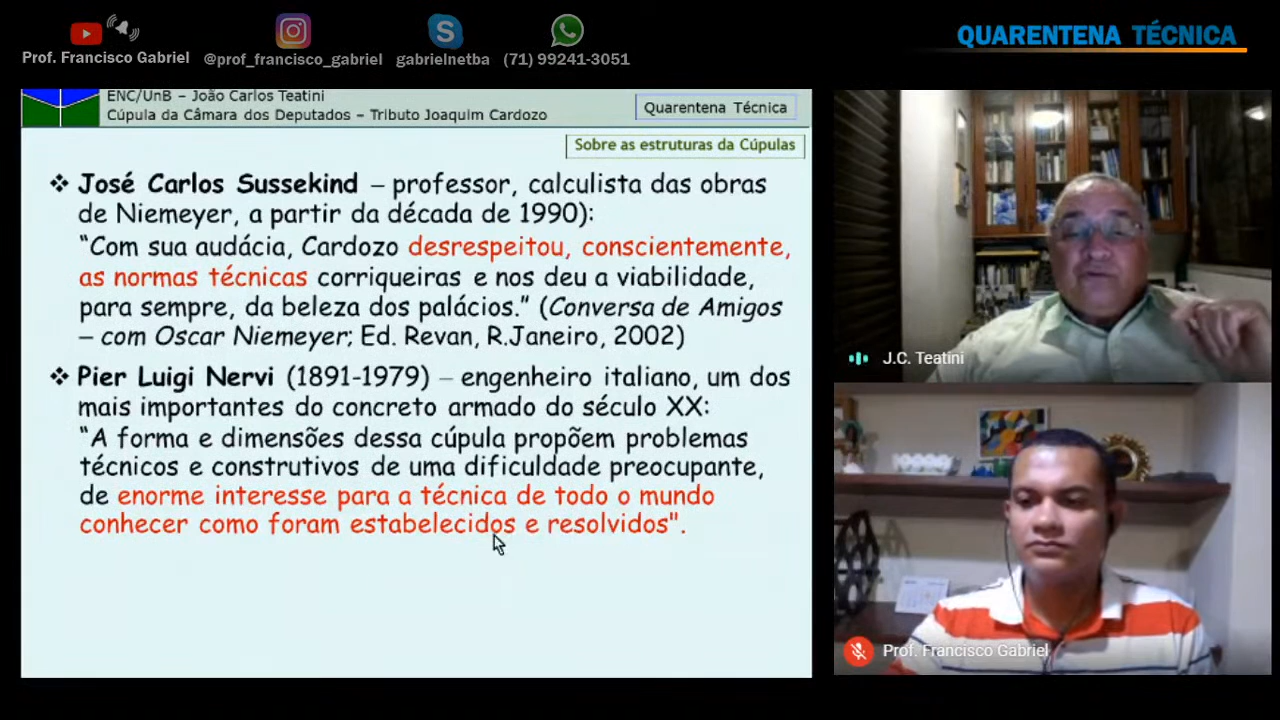 Prof. Francisco Gabriel
@prof_francisco_gabriel
gabrielnetba
(71) 99241-3051
QUARENTENA TÉCNICA
ENC/UnB – João Carlos Teatini
Cúpula da Câmara dos Deputados – Tributo Joaquim Cardozo
Quarentena Técnica
Sobre as estruturas da Cúpulas
❖ José Carlos Sussekind – professor, calculista das obras
de Niemeyer, a partir da década de 1990):
“Com sua audácia, Cardozo desrespeitou, conscientemente,
as normas técnicas corriqueiras e nos deu a viabilidade,
para sempre, da beleza dos palácios.” (Conversa de Amigos
– com Oscar Niemeyer; Ed. Revan, R.Janeiro, 2002)
❖ Pier Luigi Nervi (1891-1979) – engenheiro italiano, um dos
mais importantes do concreto armado do século XX:
“A forma e dimensões dessa cúpula propõem problemas
técnicos e construtivos de uma dificuldade preocupante,
de enorme interesse para a técnica de todo o mundo
conhecer como foram estabelecidos e resolvidos".
J.C. Teatini
Prof. Francisco Gabriel